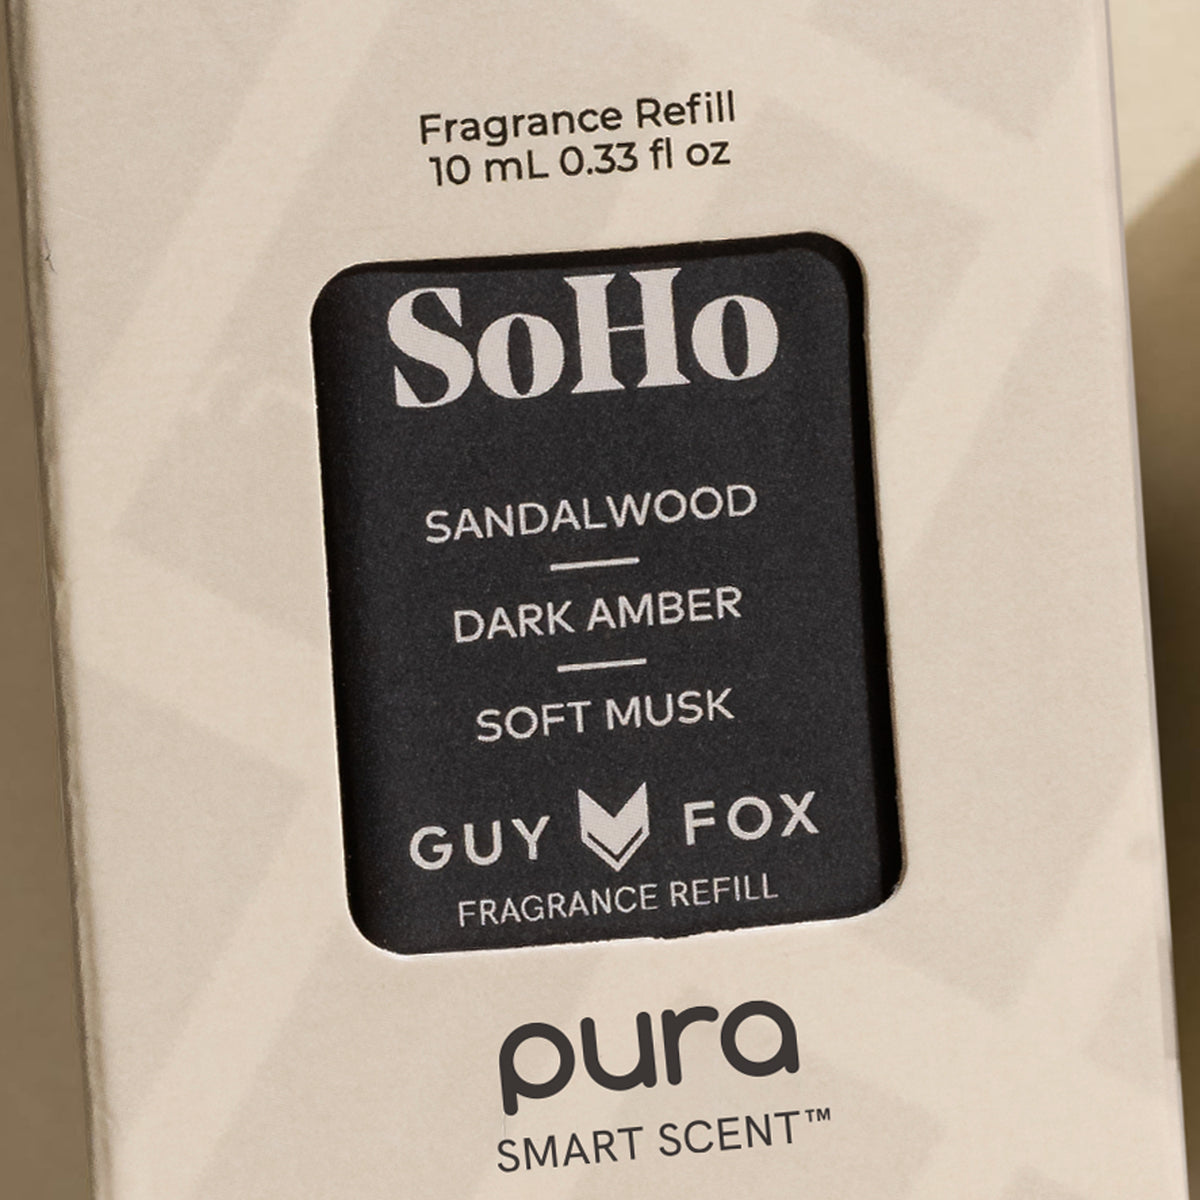 Fragrance Refill
10 mL 0.33 fl oz
SoHo
SANDALWOOD
DARK AMBER
SOFT MUSK
GUY FOX
FRAGRANCE REFILL
pura
SMART SCENT™